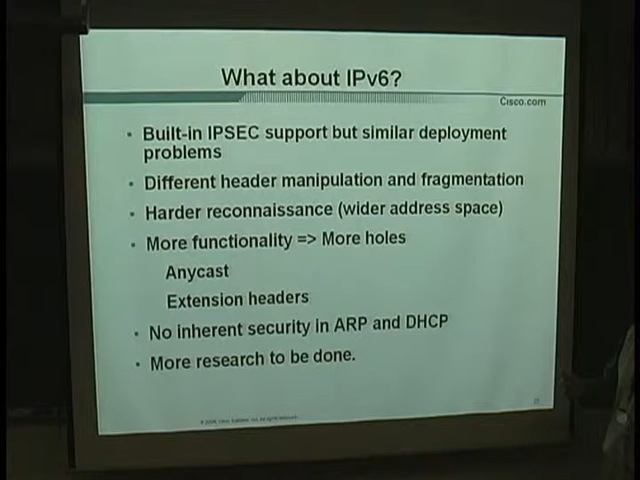 What about IPv6?
Cisco.com
• Built-in IPSEC support but similar deployment
problems
• Different header manipulation and fragmentation
• Harder reconnaissance (wider address space)
• More functionality => More holes
Anycast
Extension headers
• No inherent security in ARP and DHCP
• More research to be done.